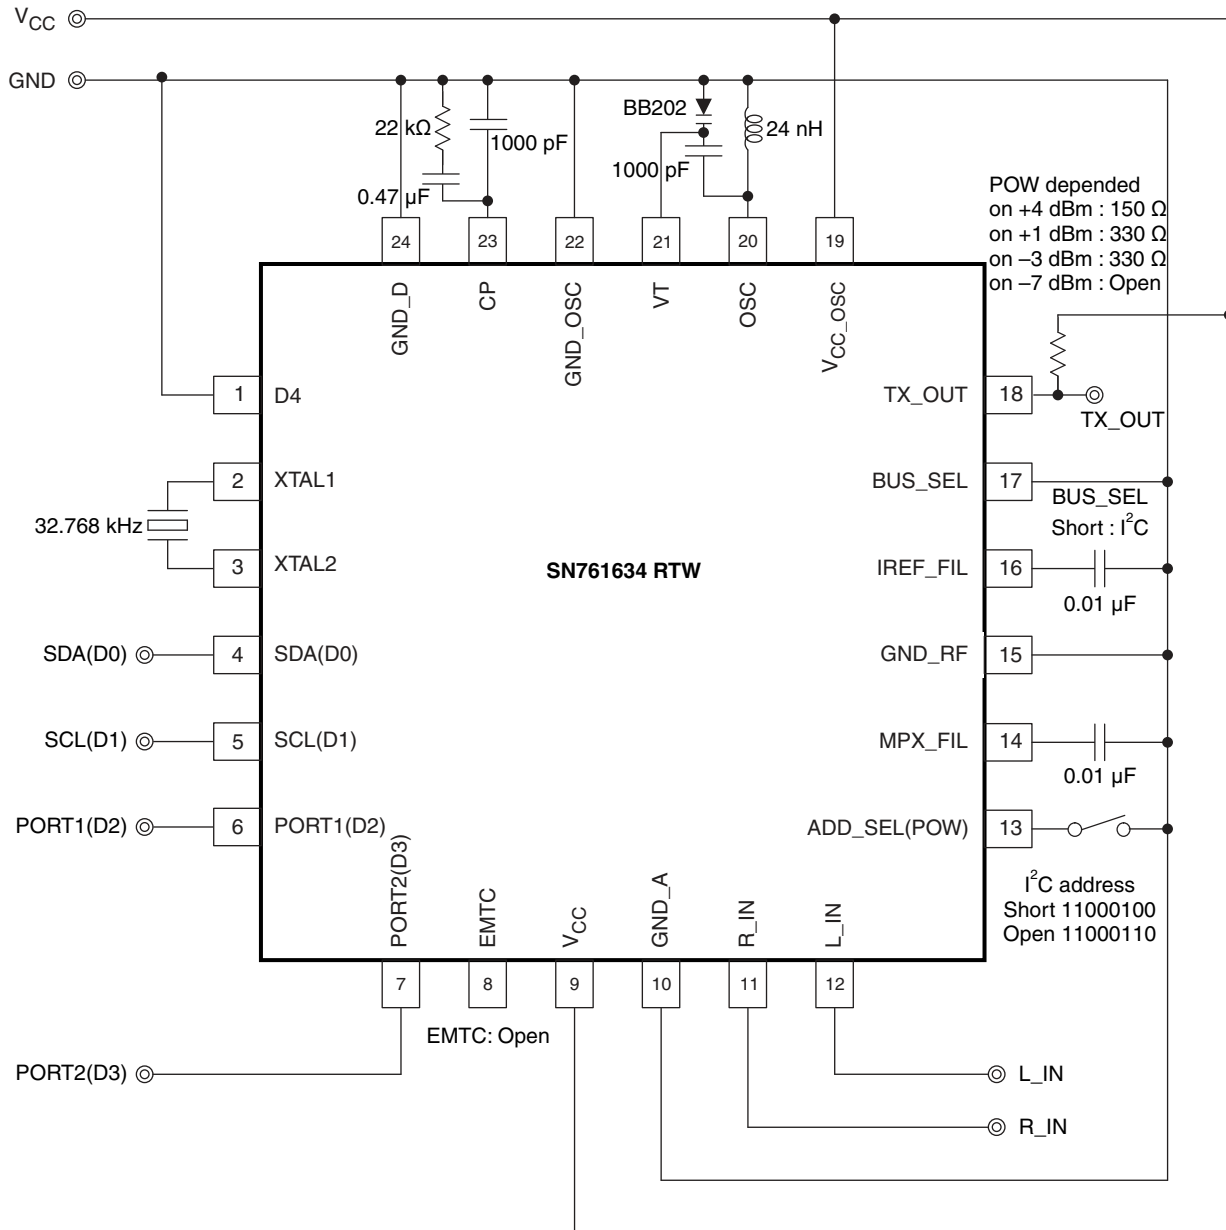 VCC
GND
22 kΩ
1000 pF
0.47 µF
BB202
24 nH
1000 pF
POW depended
on +4 dBm : 150 Ω
on +1 dBm : 330 Ω
on –3 dBm : 330 Ω
on –7 dBm : Open
24
23
22
21
20
19
GND_D
CP
GND_OSC
VT
OSC
VCC_OSC
1
D4
TX_OUT
18
TX_OUT
2
XTAL1
BUS_SEL
17
BUS_SEL
Short : I2C
32.768 kHz
3
XTAL2
SN761634 RTW
IREF_FIL
16
0.01 µF
SDA(D0)
4
SDA(D0)
GND_RF
15
SCL(D1)
5
SCL(D1)
MPX_FIL
14
0.01 µF
PORT1(D2)
6
PORT1(D2)
ADD_SEL(POW)
13
I2C address
Short 11000100
Open 11000110
PORT2(D3)
EMTC
VCC
GND_A
R_IN
L_IN
7
8
9
10
11
12
EMTC: Open
PORT2(D3)
L_IN
R_IN